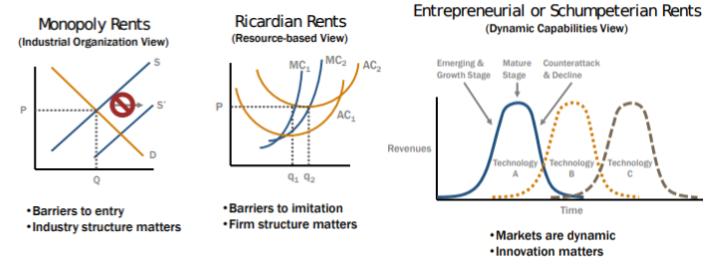 Monopoly Rents
(Industrial Organization View)
S
S'
P
D
Q
•Barriers to entry
•Industry structure matters
Ricardian Rents
(Resource-based View)
MC1
MC2
AC2
P
AC1
q1 q2
•Barriers to imitation
•Firm structure matters
Entrepreneurial or Schumpeterian Rents
(Dynamic Capabilities View)
Emerging &
Growth Stage
Mature
Stage
Counterattack
& Decline
Revenues
Technology
A
Technology
B
Technology
C
Time
•Markets are dynamic
•Innovation matters